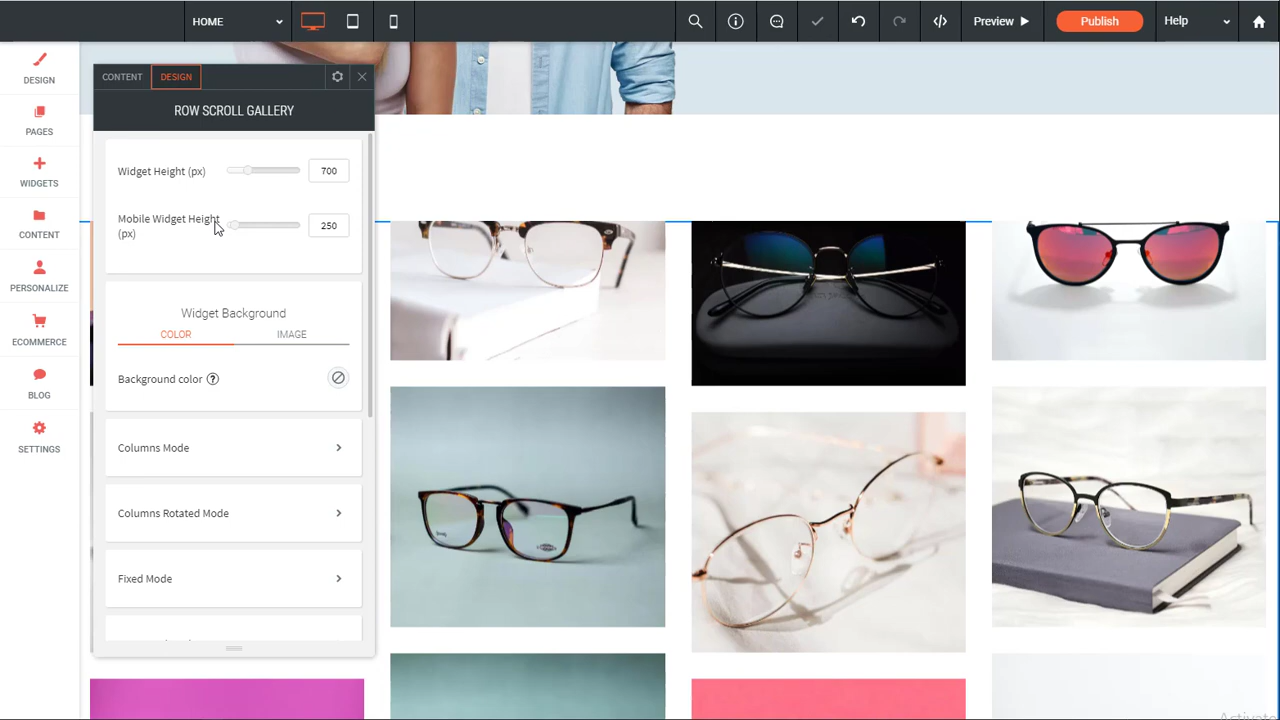 HOME
Preview
Publish
Help
DESIGN
PAGES
WIDGETS
CONTENT
PERSONALIZE
ECOMMERCE
BLOG
SETTINGS
CONTENT
DESIGN
ROW SCROLL GALLERY
Widget Height (px)
700
Mobile Widget Height
(px)
250
Widget Background
COLOR
IMAGE
Background color ?
Columns Mode
Columns Rotated Mode
Fixed Mode